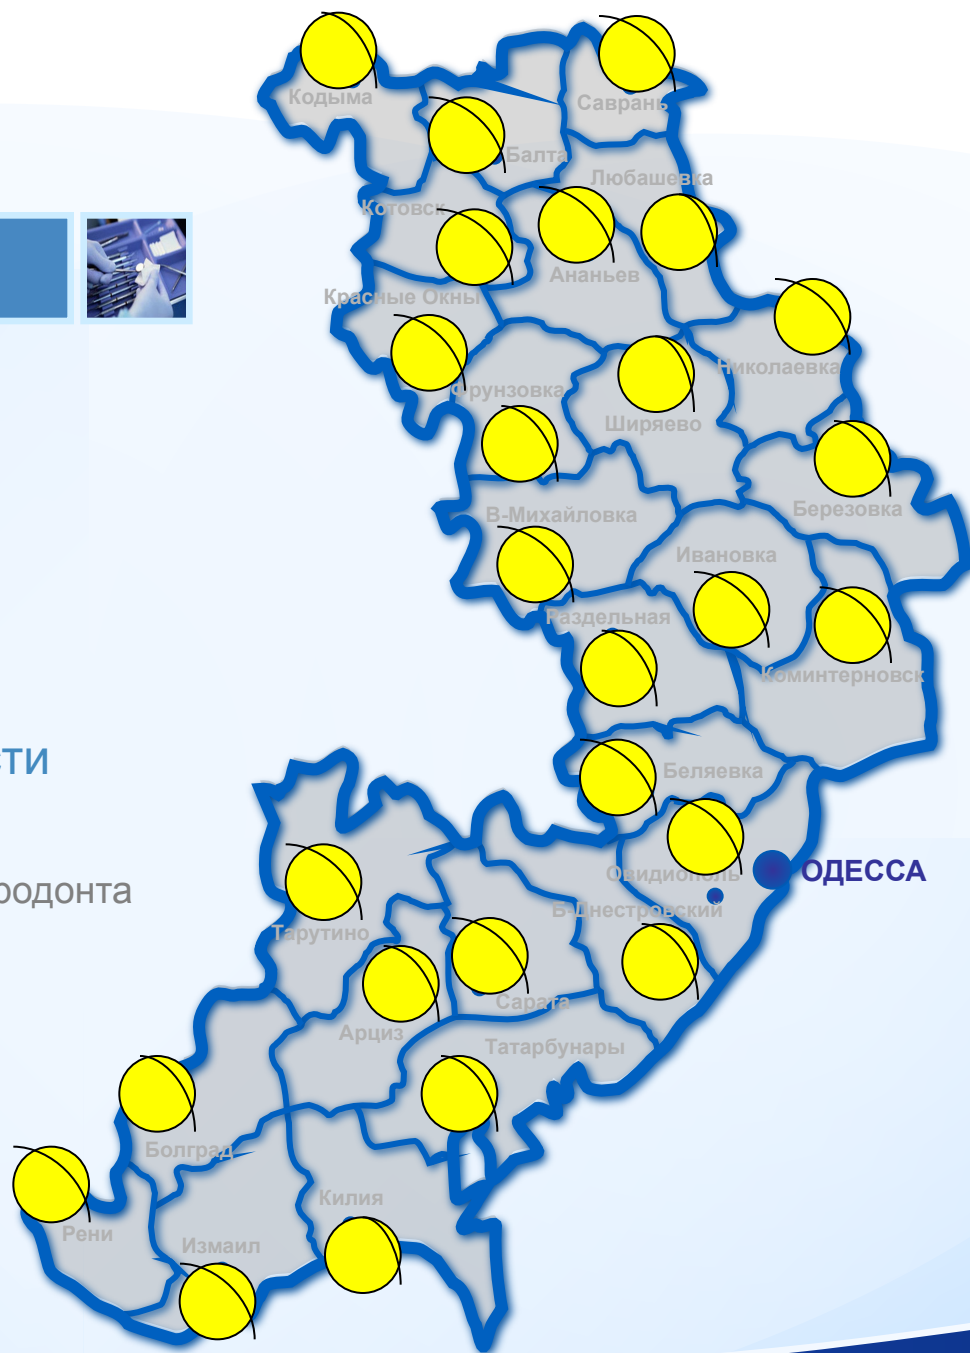 Кодыма
Саврань
Балта
Любашевка
Котовск
Ананьев
Красные Окны
Николаевка
Фрунзовка
Ширяево
Березовка
В-Михайловка
Ивановка
Раздельная
Коминтерновск
сти
Беляевка
ОДЕССА
Овидиополь
родонта
Б-Днестровский
Тарутино
Сарата
Арциз
Татарбунары
Болград
Килия
Рени
Измаил